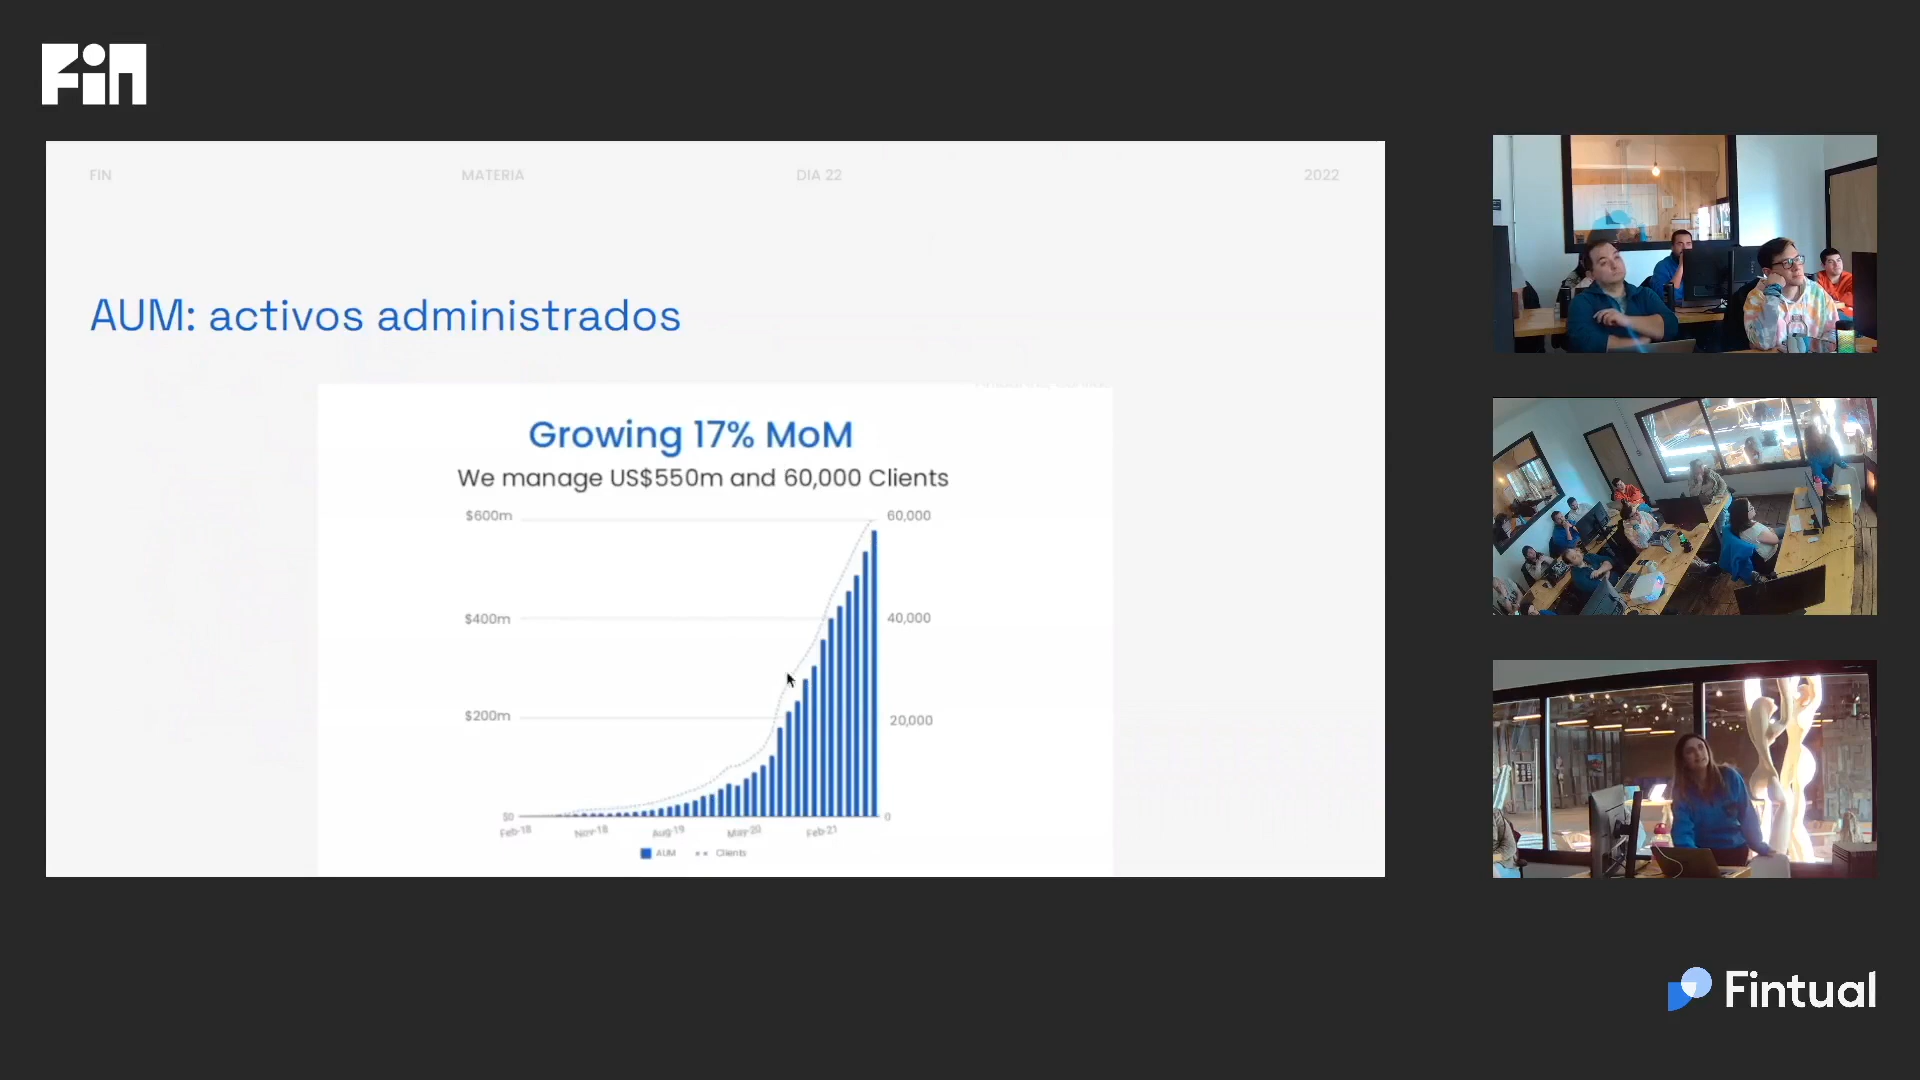 Fin
FIN MATERIA DIA 22 2022
AUM: activos administrados
Growing 17% MoM
We manage US$550m and 60,000 Clients
$600m 60,000
$400m 40,000
$200m 20,000
$0 0
Feb-18 Nov-18 Aug-19 May-20 Feb-21
AUM Clients
Fintual